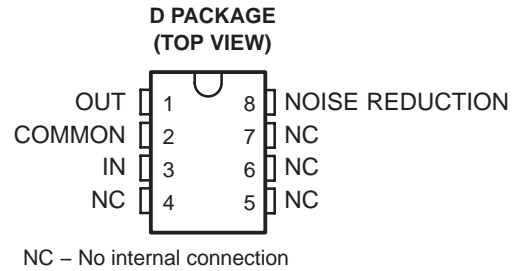 D PACKAGE
(TOP VIEW)
OUT 1 8 NOISE REDUCTION
COMMON 2 7 NC
IN 3 6 NC
NC 4 5 NC
NC – No internal connection